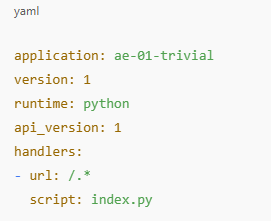 yaml
application: ae-01-trivial
version: 1
runtime: python
api_version: 1
handlers:
- url: /.*
  script: index.py